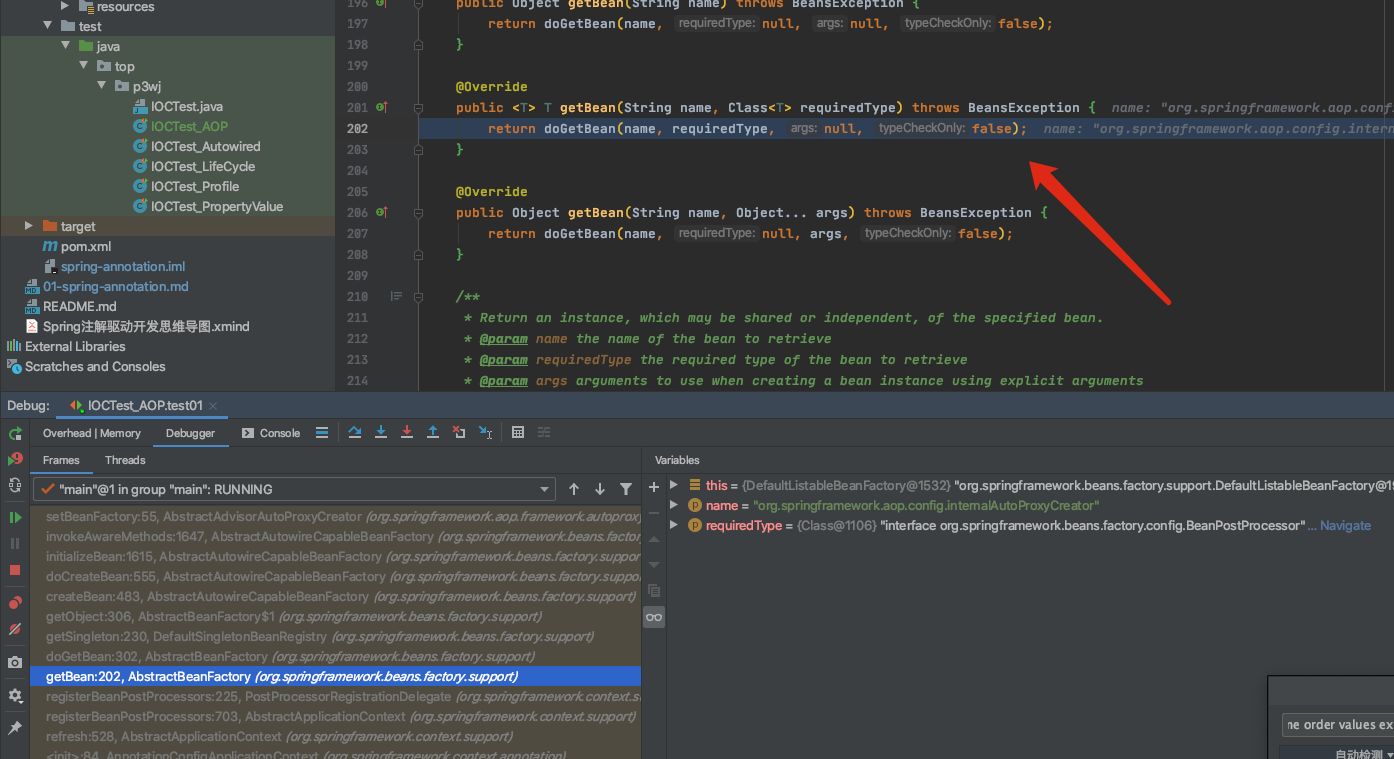 resources
test
java
top
p3wj
IOCTest.java
IOCTest_AOP
IOCTest_Autowired
IOCTest_LifeCycle
IOCTest_Profile
IOCTest_PropertyValue
target
pom.xml
spring-annotation.iml
01-spring-annotation.md
README.md
Spring注解驱动开发思维导图.xmind
External Libraries
Scratches and Consoles
196 public Object getBean(String name) throws BeansException {
197 return doGetBean(name, requiredType: null, args: null, typeCheckOnly: false);
198 }
199
200 @Override
201 public <T> T getBean(String name, Class<T> requiredType) throws BeansException { name: "org.springframework.aop.conf
202 return doGetBean(name, requiredType, args: null, typeCheckOnly: false); name: "org.springframework.aop.config.intern
203 }
204
205 @Override
206 public Object getBean(String name, Object... args) throws BeansException {
207 return doGetBean(name, requiredType: null, args, typeCheckOnly: false);
208 }
209
210 /**
211 * Return an instance, which may be shared or independent, of the specified bean.
212 * @param name the name of the bean to retrieve
213 * @param requiredType the required type of the bean to retrieve
214 * @param args arguments to use when creating a bean instance using explicit arguments
Debug: IOCTest_AOP.test01
Overhead | Memory Debugger Console
Frames Threads
"main"@1 in group "main": RUNNING
setBeanFactory:55, AbstractAdvisorAutoProxyCreator (org.springframework.aop.framework.autoproxy
invokeAwareMethods:1647, AbstractAutowireCapableBeanFactory (org.springframework.beans.factory.
initializeBean:1615, AbstractAutowireCapableBeanFactory (org.springframework.beans.factory.suppor
doCreateBean:555, AbstractAutowireCapableBeanFactory (org.springframework.beans.factory.suppo
createBean:483, AbstractAutowireCapableBeanFactory (org.springframework.beans.factory.support)
getObject:306, AbstractBeanFactory$1 (org.springframework.beans.factory.support)
getSingleton:230, DefaultSingletonBeanRegistry (org.springframework.beans.factory.support)
doGetBean:302, AbstractBeanFactory (org.springframework.beans.factory.support)
getBean:202, AbstractBeanFactory (org.springframework.beans.factory.support)
registerBeanPostProcessors:225, PostProcessorRegistrationDelegate (org.springframework.context.su
registerBeanPostProcessors:703, AbstractApplicationContext (org.springframework.context.support)
refresh:528, AbstractApplicationContext (org.springframework.context.support)
<init>:84, AnnotationConfigApplicationContext (org.springframework.context.annotation)
Variables
this = {DefaultListableBeanFactory@1532} "org.springframework.beans.factory.support.DefaultListableBeanFactory@19
name = "org.springframework.aop.config.internalAutoProxyCreator"
requiredType = {Class@1106} "interface org.springframework.beans.factory.config.BeanPostProcessor"... Navigate
ne order values ex
自动检测